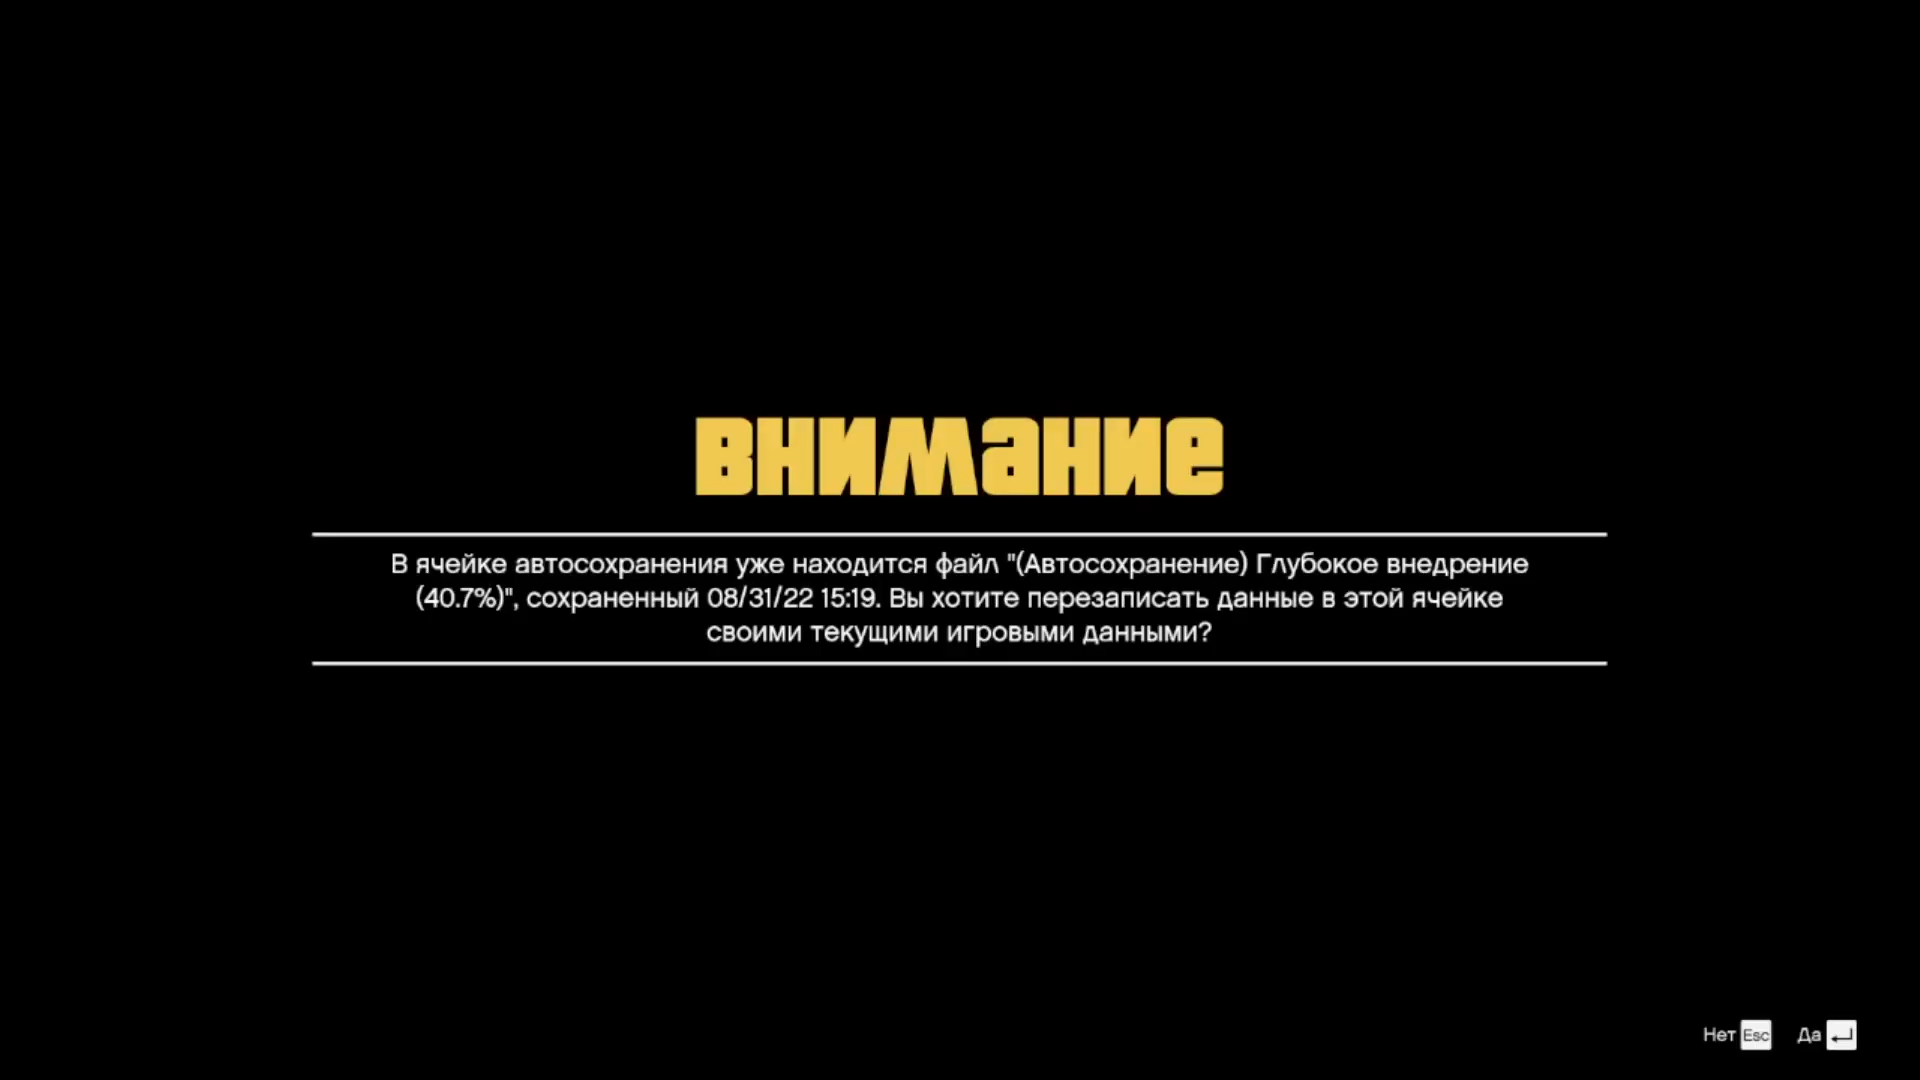 внимание
В ячейке автосохранения уже находится файл "(Автосохранение) Глубокое внедрение
(40.7%)", сохраненный 08/31/22 15:19. Вы хотите перезаписать данные в этой ячейке
своими текущими игровыми данными?
Нет Esc Да